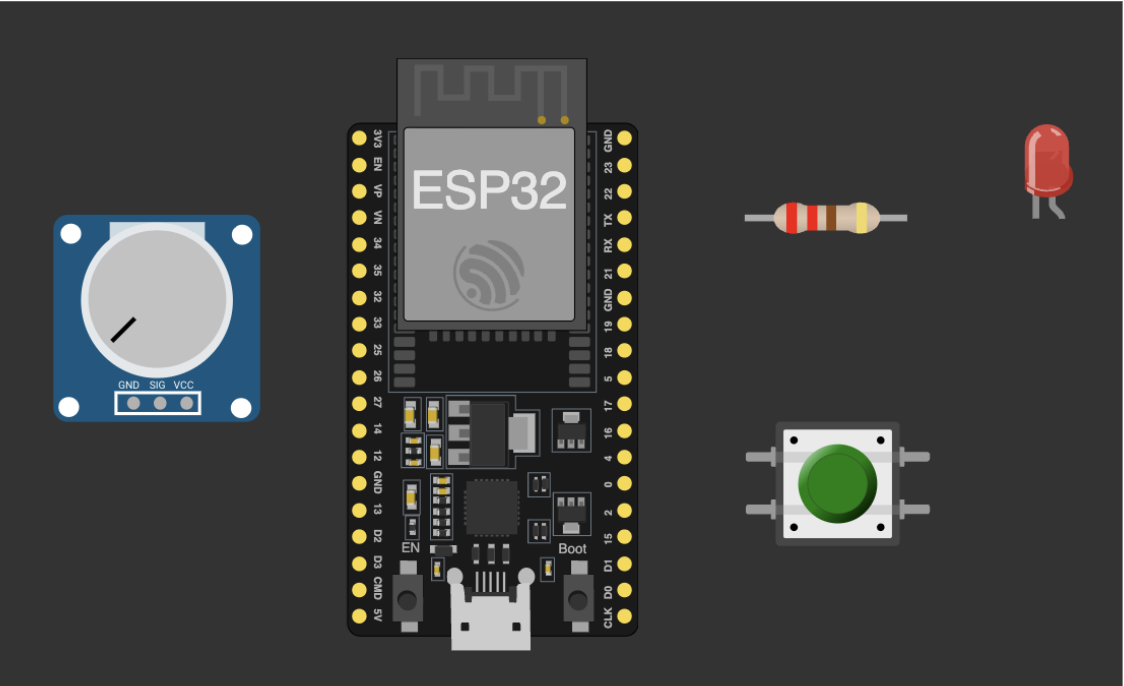 ESP32
3V3
EN
VP
VN
34
35
32
33
25
26
27
14
12
GND
13
D2
D3
CMD
5V
GND
23
22
TX
RX
21
GND
19
18
5
17
16
4
0
2
15
D1
D0
CLK
EN
Boot
GND SIG VCC